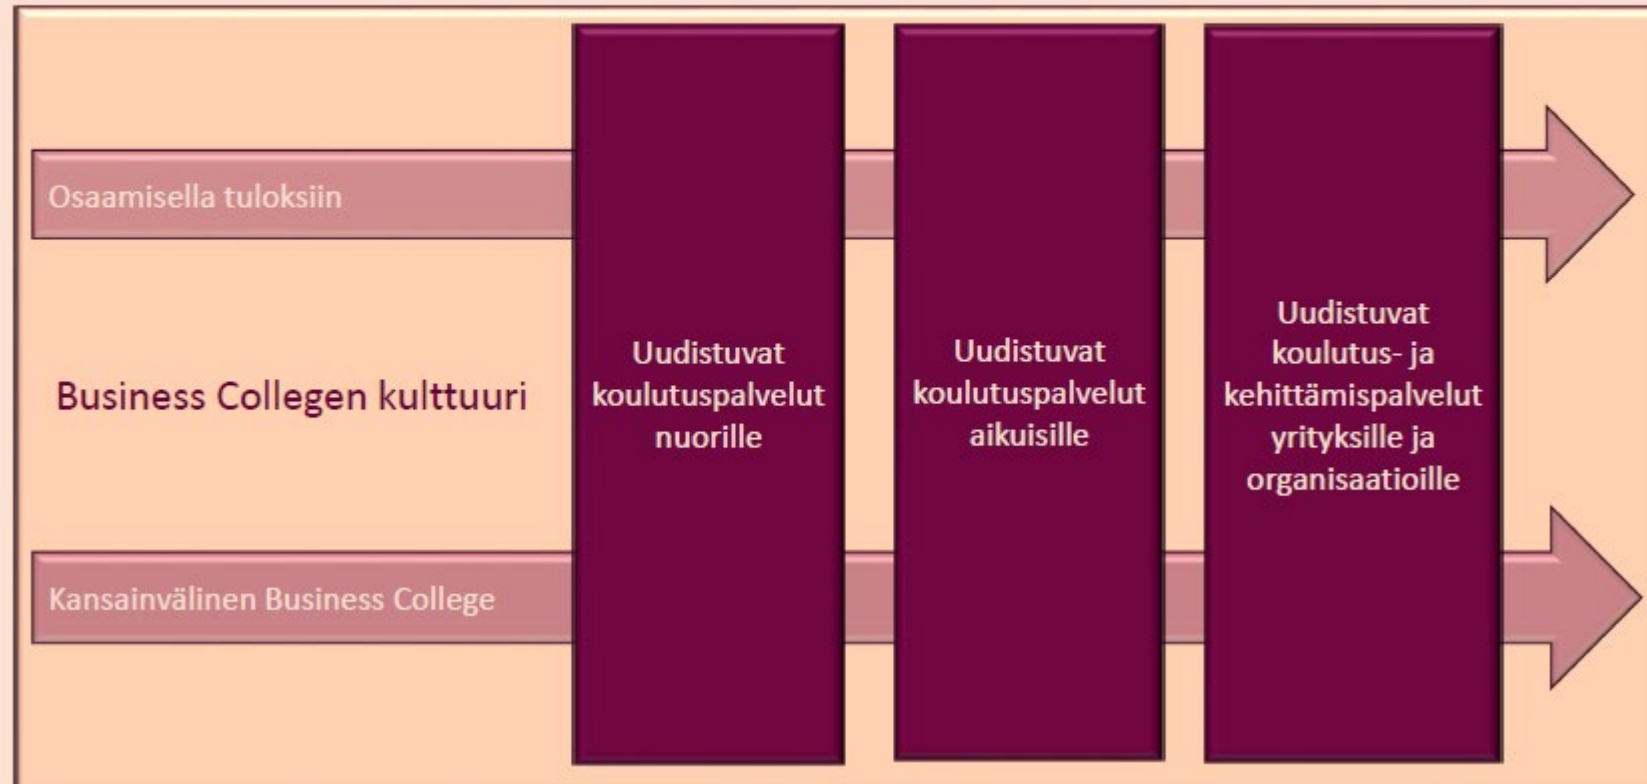 Osaamisella tuloksiin
Business Collegen kulttuuri
Kansainvälinen Business College
Uudistuvat
koulutuspalvelut
nuorille
Uudistuvat
koulutuspalvelut
aikuisille
Uudistuvat
koulutus- ja
kehittämispalvelut
yrityksille ja
organisaatioille